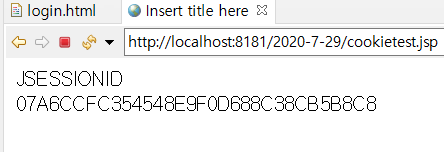 login.html
Insert title here
http://localhost:8181/2020-7-29/cookietest.jsp
JSESSIONID
07A6CCFC354548E9F0D688C38CB5B8C8